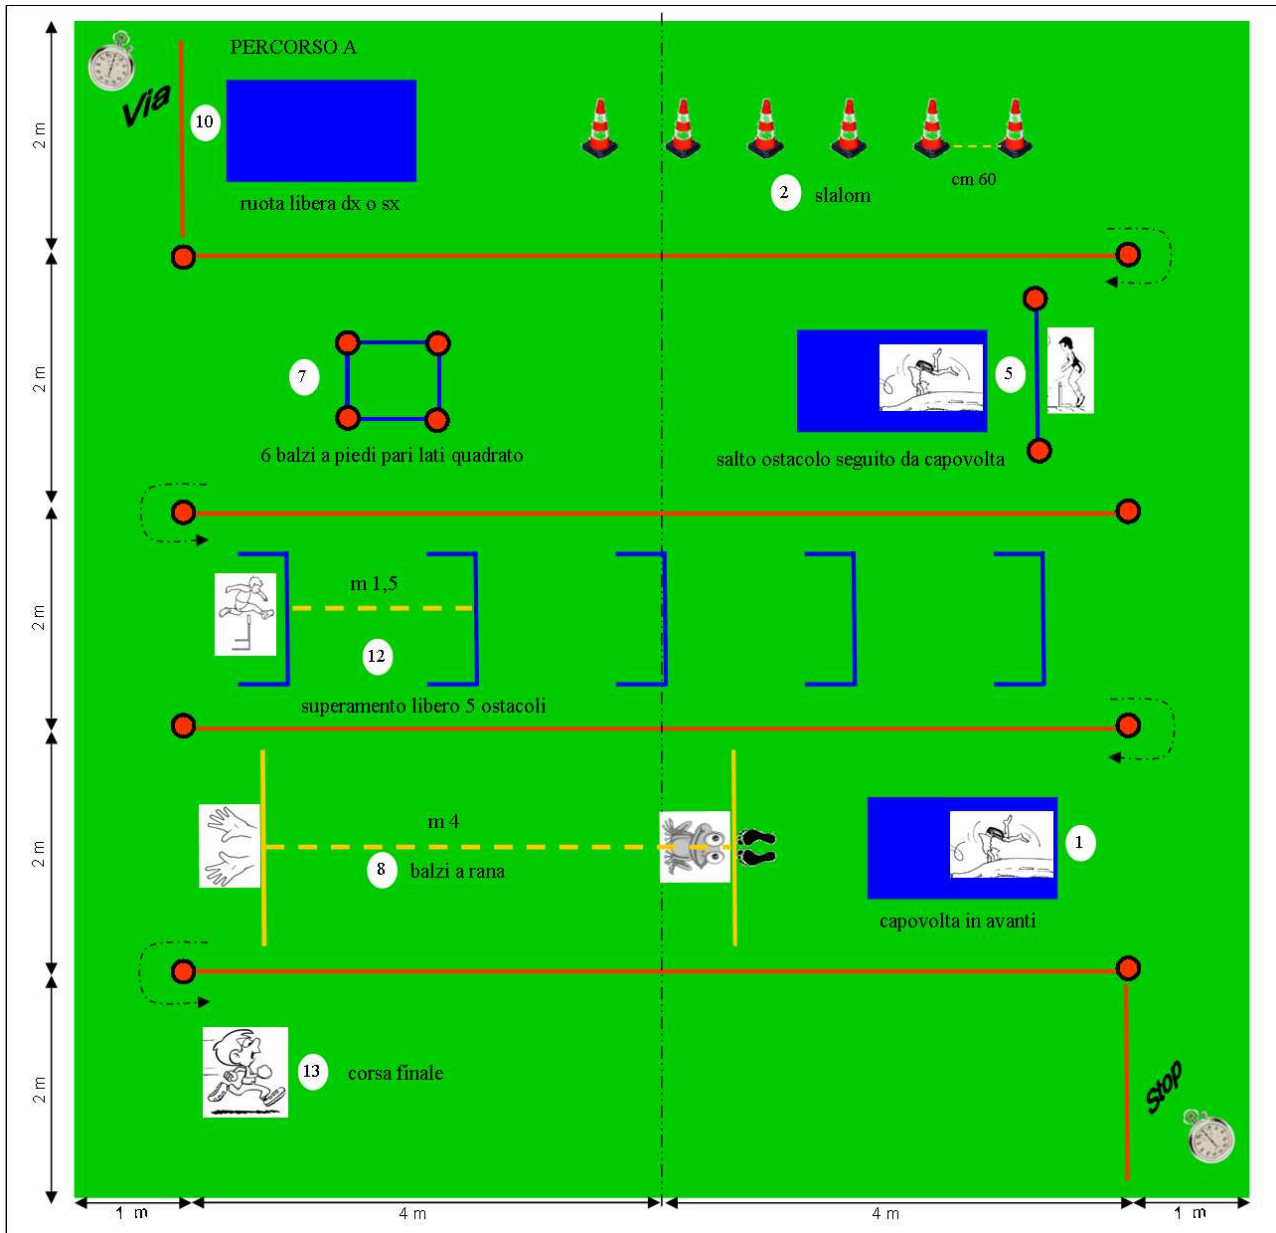 PERCORSO A
Via
10
ruota libera dx o sx
cm 60
2 slalom
2 m
7
5
6 balzi a piedi pari lati quadrato
salto ostacolo seguito da capovolta
2 m
m 1,5
12
superamento libero 5 ostacoli
2 m
m 4
8 balzi a rana
1
capovolta in avanti
2 m
13 corsa finale
Stop
2 m
1 m
4 m
4 m
1 m